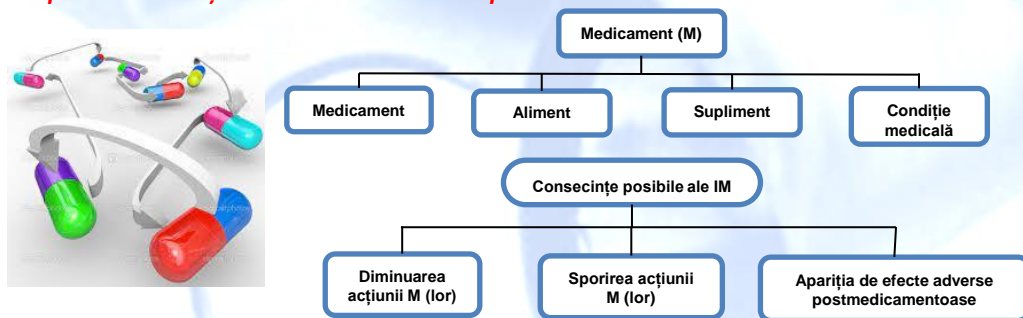 Medicament (M)
Medicament
Aliment
Supliment
Condiție
medicală
Consecințe posibile ale IM
Diminuarea
acțiunii M (lor)
Sporirea acțiunii
M (lor)
Apariția de efecte adverse
postmedicamentoase